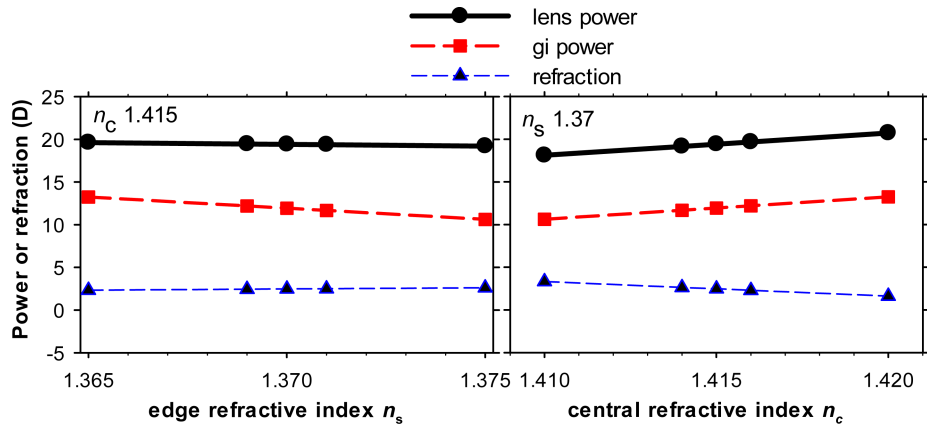 lens power
gi power
refraction
Power or refraction (D)
25
20
15
10
5
0
-5
nC 1.415
nS 1.37
1.365
1.370
1.375
1.410
1.415
1.420
edge refractive index ns
central refractive index nc